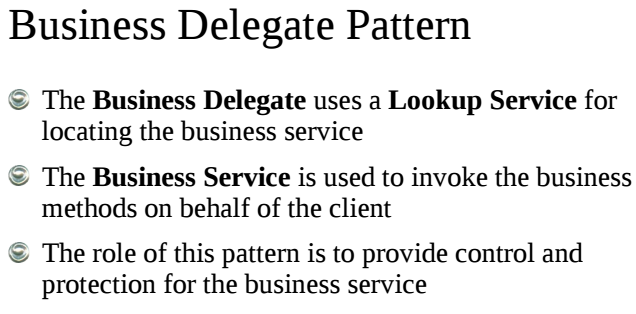 Business Delegate Pattern
The Business Delegate uses a Lookup Service for
locating the business service
The Business Service is used to invoke the business
methods on behalf of the client
The role of this pattern is to provide control and
protection for the business service